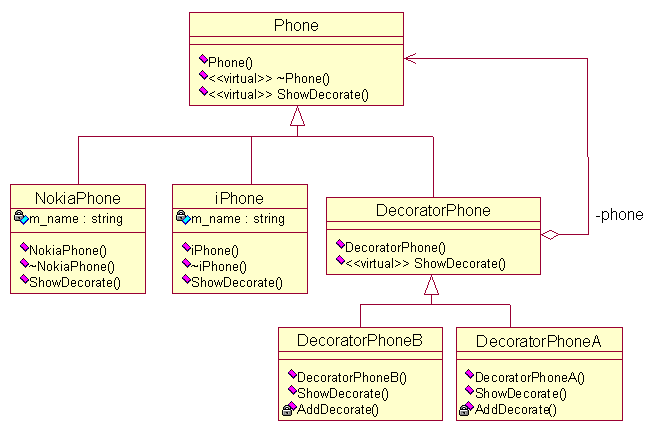 Phone
Phone()
<<virtual>> ~Phone()
<<virtual>> ShowDecorate()
NokiaPhone
m_name : string
NokiaPhone()
~NokiaPhone()
ShowDecorate()
iPhone
m_name : string
iPhone()
~iPhone()
ShowDecorate()
DecoratorPhone
DecoratorPhone()
<<virtual>> ShowDecorate()
-phone
DecoratorPhoneB
DecoratorPhoneB()
ShowDecorate()
AddDecorate()
DecoratorPhoneA
DecoratorPhoneA()
ShowDecorate()
AddDecorate()